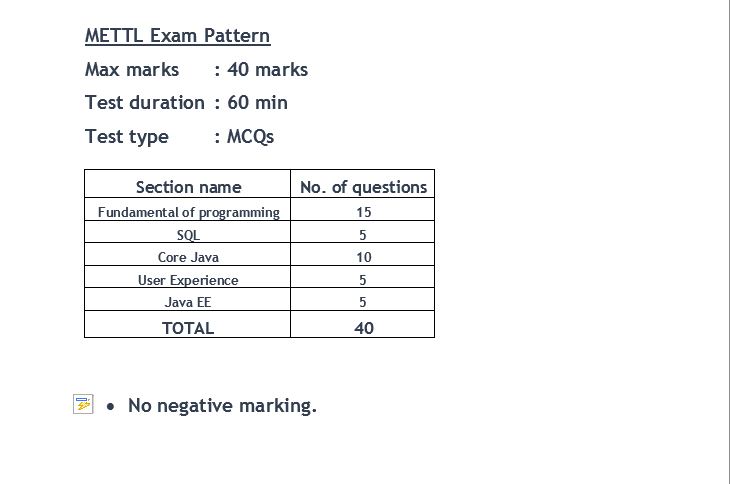 METTL Exam Pattern
Max marks : 40 marks
Test duration : 60 min
Test type : MCQs
Section name No. of questions
Fundamental of programming 15
SQL 5
Core Java 10
User Experience 5
Java EE 5
TOTAL 40
• No negative marking.